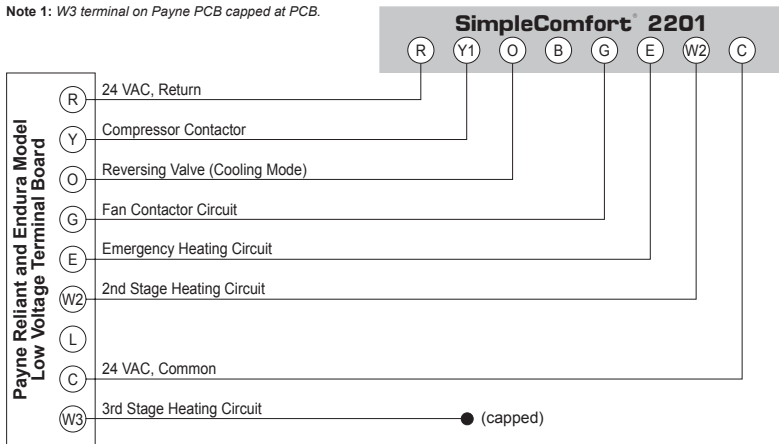 Note 1: W3 terminal on Payne PCB capped at PCB.
SimpleComfort® 2201
R Y1 O B G E W2 C
Payne Reliant and Endura Model
Low Voltage Terminal Board
R 24 VAC, Return
Y Compressor Contactor
O Reversing Valve (Cooling Mode)
G Fan Contactor Circuit
E Emergency Heating Circuit
W2 2nd Stage Heating Circuit
L
C 24 VAC, Common
W3 3rd Stage Heating Circuit (capped)